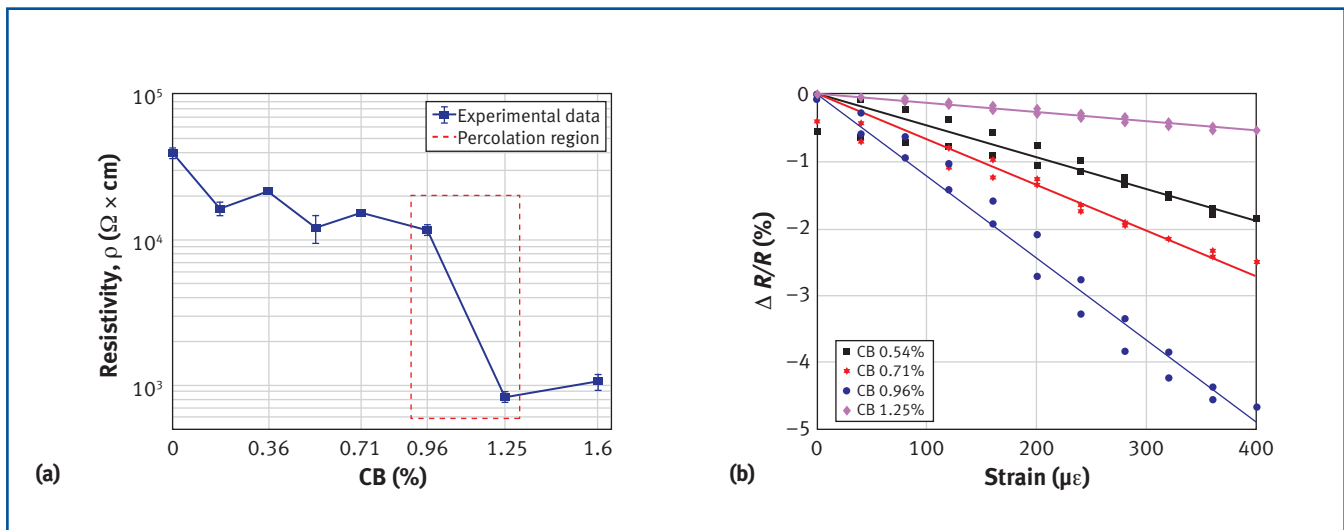 10⁵
10⁴
10³
Resistivity, ρ (Ω × cm)
Experimental data
Percolation region
0 0.36 0.71 0.96 1.25 1.6
CB (%)
(a)
0
−1
−2
−3
−4
−5
Δ R/R (%)
CB 0.54%
CB 0.71%
CB 0.96%
CB 1.25%
0 100 200 300 400
Strain (με)
(b)